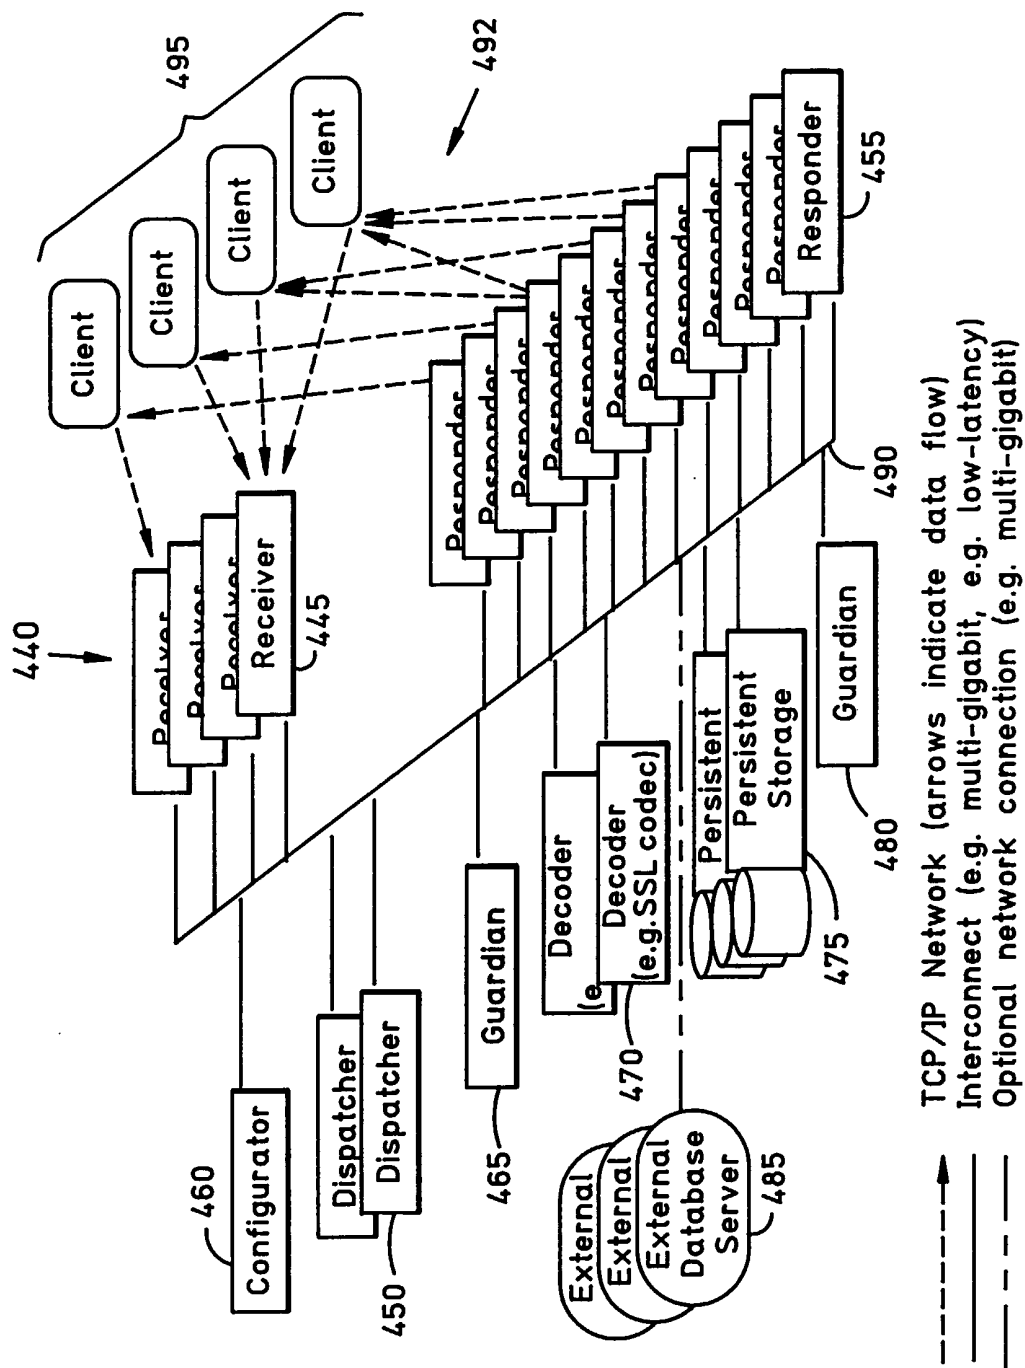 440
495
492
Client
Client
Client
Client
Receiver
Receiver
Receiver
Receiver
445
460
Configurator
Dispatcher
Dispatcher
450
Guardian
465
Responder
Responder
Responder
Responder
Responder
Responder
Responder
Responder
Responder
Responder
Responder
Responder
455
Decoder
(e
Decoder
(e.g. SSL codec)
470
External
External
External
Database
Server
485
Persistent
Persistent
Storage
475
Guardian
480
490
TCP/IP Network (arrows indicate data flow)
Interconnect (e.g. multi-gigabit, e.g. low-latency)
Optional network connection (e.g. multi-gigabit)